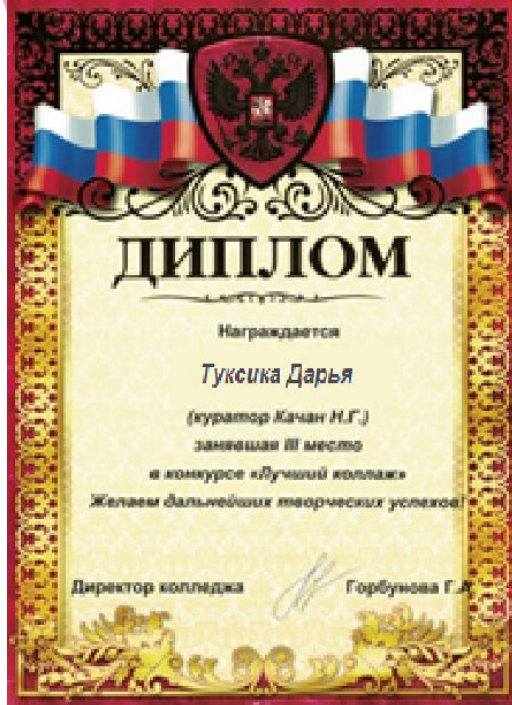 ДИПЛОМ
Награждается
Туксика Дарья
(куратор Качан Н.Г.)
занявшая III место
в конкурсе «Лучший коллаж»
Желаем дальнейших творческих успехов!
Директор колледжа Горбунова Г.А